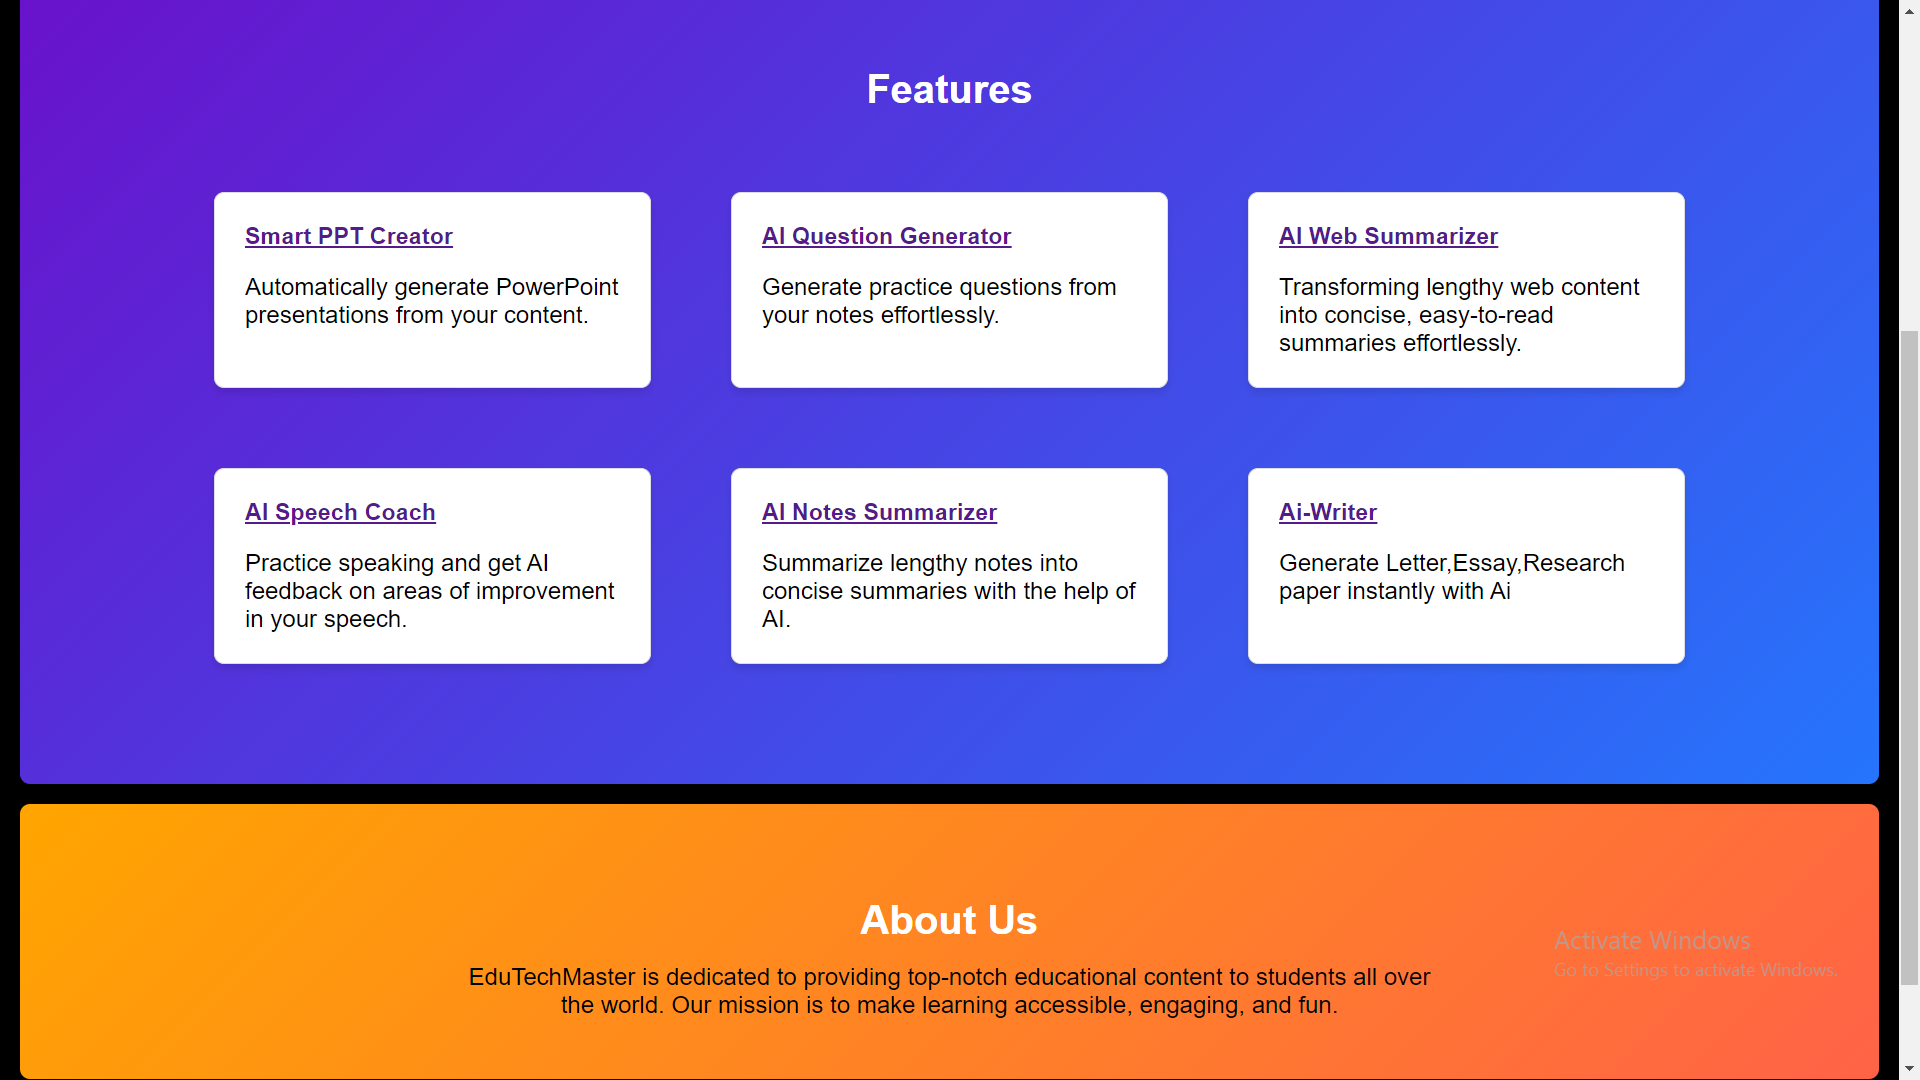 Features
Smart PPT Creator
Automatically generate PowerPoint
presentations from your content.
AI Question Generator
Generate practice questions from
your notes effortlessly.
AI Web Summarizer
Transforming lengthy web content
into concise, easy-to-read
summaries effortlessly.
AI Speech Coach
Practice speaking and get AI
feedback on areas of improvement
in your speech.
AI Notes Summarizer
Summarize lengthy notes into
concise summaries with the help of
AI.
Ai-Writer
Generate Letter,Essay,Research
paper instantly with Ai
About Us
EduTechMaster is dedicated to providing top-notch educational content to students all over
the world. Our mission is to make learning accessible, engaging, and fun.
Activate Windows
Go to Settings to activate Windows.